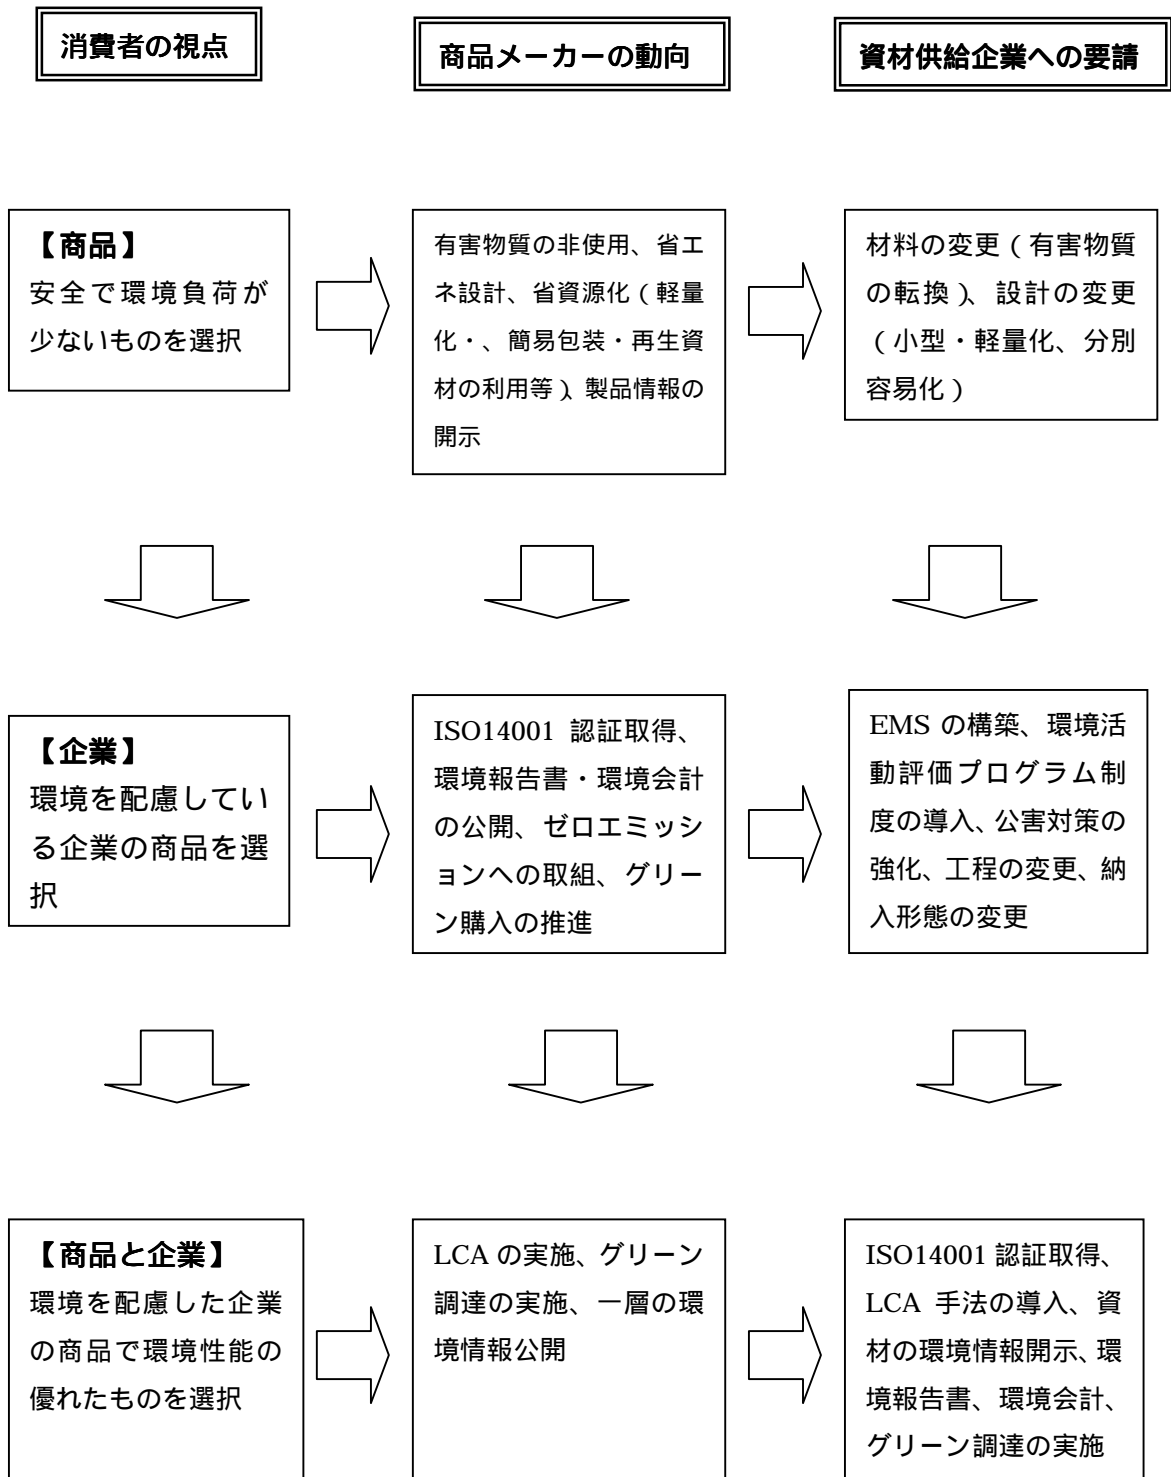 消費者の視点
商品メーカーの動向
資材供給企業への要請
【商品】
安全で環境負荷が
少ないものを選択
有害物質の非使用、省エ
ネ設計、省資源化(軽量
化・、簡易包装・再生資
材の利用等)、製品情報の
開示
材料の変更(有害物質
の転換)、設計の変更
(小型・軽量化、分別
容易化)
【企業】
環境を配慮してい
る企業の商品を選
択
ISO14001 認証取得、
環境報告書・環境会計
の公開、ゼロエミッシ
ョンへの取組、グリー
ン購入の推進
EMS の構築、環境活
動評価プログラム制
度の導入、公害対策の
強化、工程の変更、納
入形態の変更
【商品と企業】
環境を配慮した企業
の商品で環境性能の
優れたものを選択
LCA の実施、グリーン
調達の実施、一層の環
境情報公開
ISO14001 認証取得、
LCA 手法の導入、資
材の環境情報開示、環
境報告書、環境会計、
グリーン調達の実施